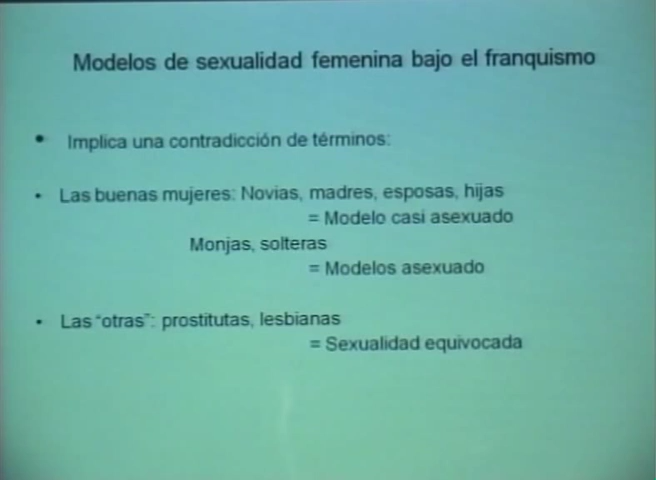 Modelos de sexualidad femenina bajo el franquismo
• Implica una contradicción de términos:
• Las buenas mujeres: Novias, madres, esposas, hijas
= Modelo casi asexuado
Monjas, solteras
= Modelos asexuado
• Las “otras”: prostitutas, lesbianas
= Sexualidad equivocada